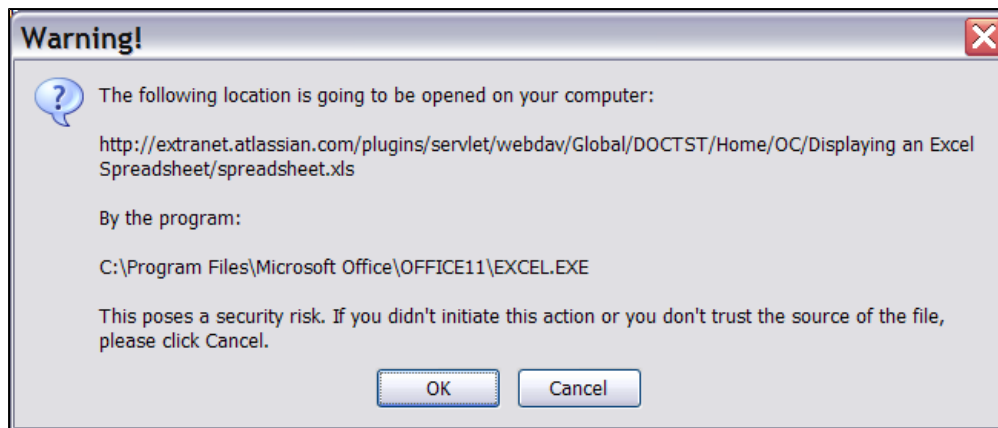 Warning!
The following location is going to be opened on your computer:
http://extranet.atlassian.com/plugins/servlet/webdav/Global/DOCTST/Home/OC/Displaying an Excel
Spreadsheet/spreadsheet.xls
By the program:
C:\Program Files\Microsoft Office\OFFICE11\EXCEL.EXE
This poses a security risk. If you didn't initiate this action or you don't trust the source of the file,
please click Cancel.
OK Cancel